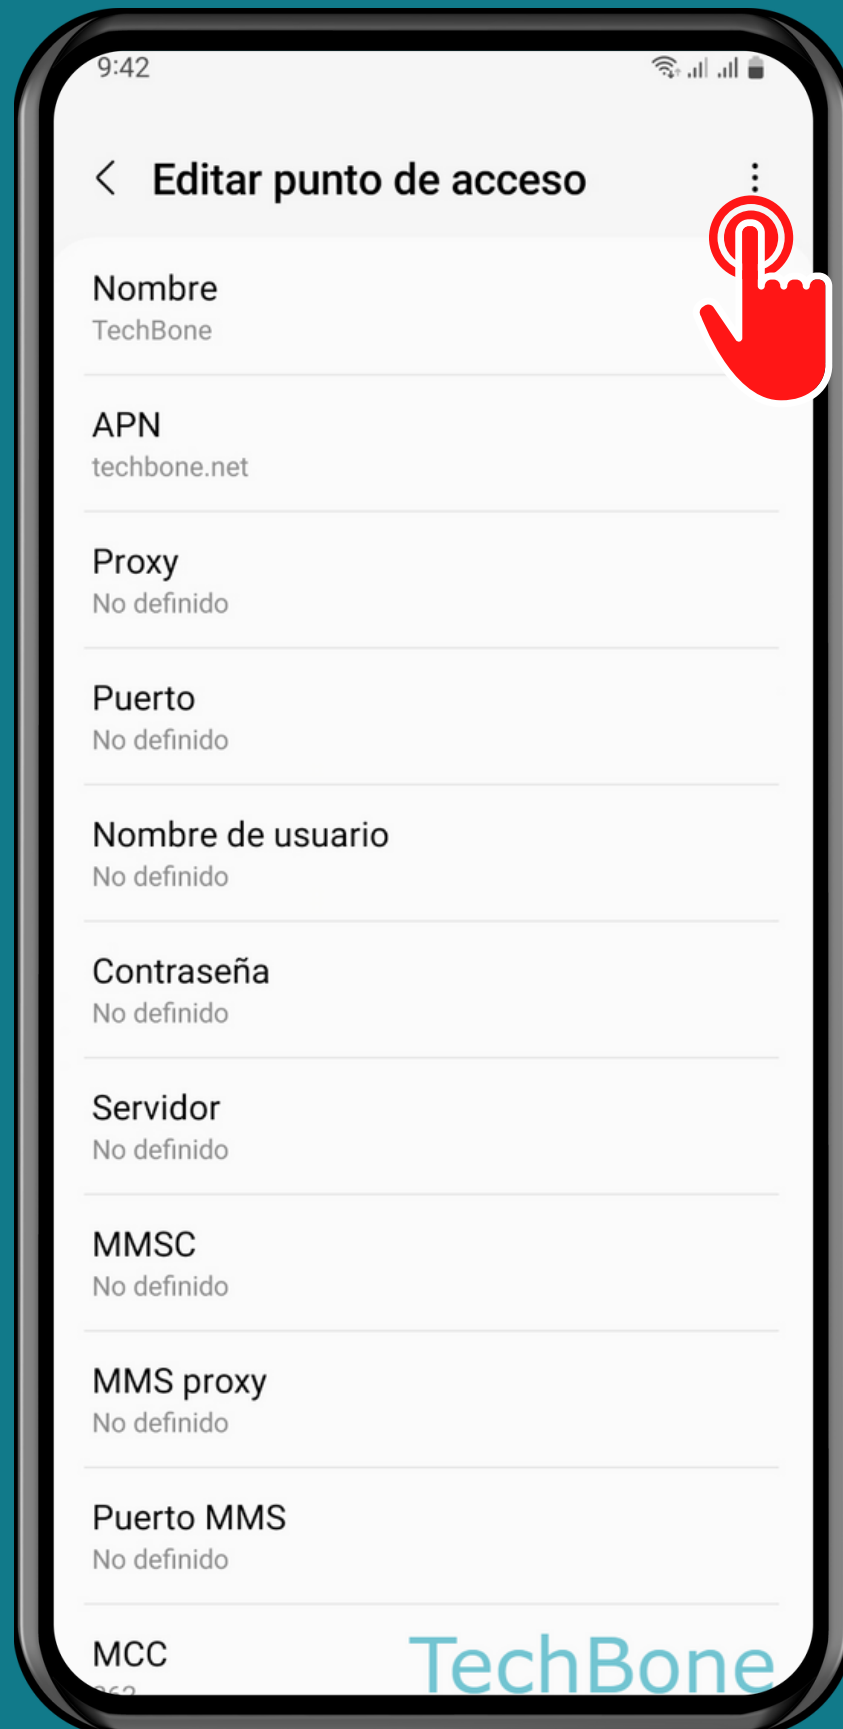 9:42
Editar punto de acceso
Nombre
TechBone
APN
techbone.net
Proxy
No definido
Puerto
No definido
Nombre de usuario
No definido
Contraseña
No definido
Servidor
No definido
MMSC
No definido
MMS proxy
No definido
Puerto MMS
No definido
MCC
TechBone